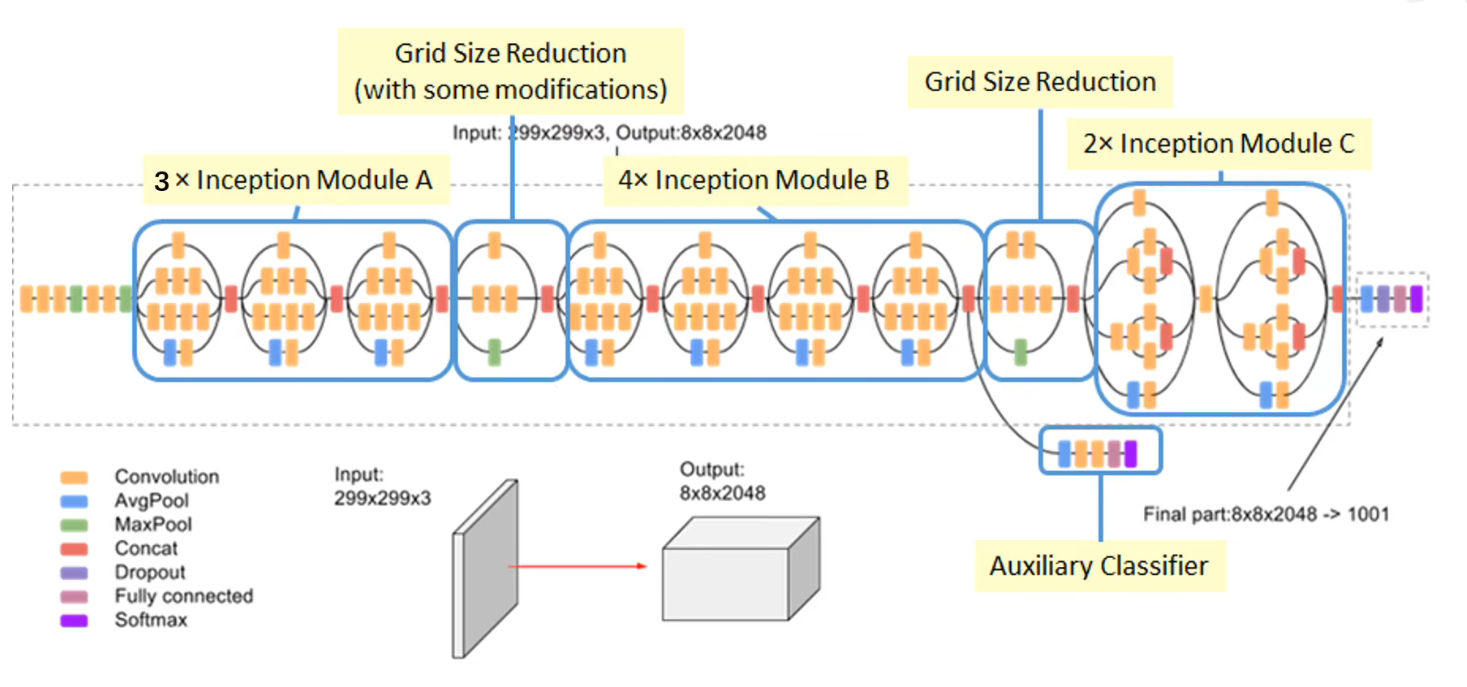 Grid Size Reduction
(with some modifications)
Grid Size Reduction
Input: 299x299x3, Output:8x8x2048
2× Inception Module C
3 × Inception Module A
4× Inception Module B
Convolution
AvgPool
MaxPool
Concat
Dropout
Fully connected
Softmax
Input:
299x299x3
Output:
8x8x2048
Final part:8x8x2048 -> 1001
Auxiliary Classifier